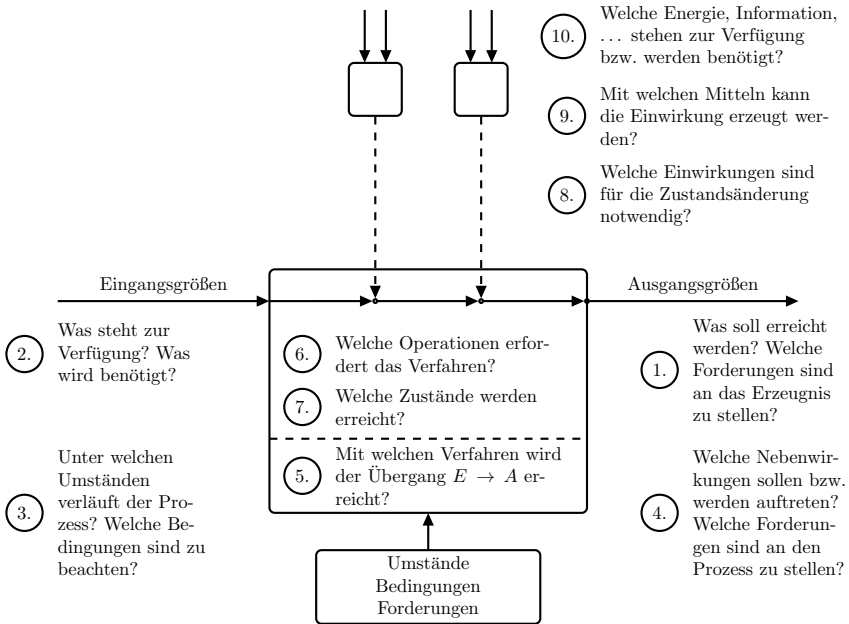 10.
Welche Energie, Information,
... stehen zur Verfügung
bzw. werden benötigt?
9.
Mit welchen Mitteln kann
die Einwirkung erzeugt wer-
den?
8.
Welche Einwirkungen sind
für die Zustandsänderung
notwendig?
Eingangsgrößen
Ausgangsgrößen
2.
Was steht zur
Verfügung? Was
wird benötigt?
6.
Welche Operationen erfor-
dert das Verfahren?
7.
Welche Zustände werden
erreicht?
1.
Was soll erreicht
werden? Welche
Forderungen sind
an das Erzeugnis
zu stellen?
3.
Unter welchen
Umständen
verläuft der Pro-
zess? Welche Be-
dingungen sind zu
beachten?
5.
Mit welchen Verfahren wird
der Übergang E → A er-
reicht?
4.
Welche Nebenwir-
kungen sollen bzw.
werden auftreten?
Welche Forderun-
gen sind an den
Prozess zu stellen?
Umstände
Bedingungen
Forderungen